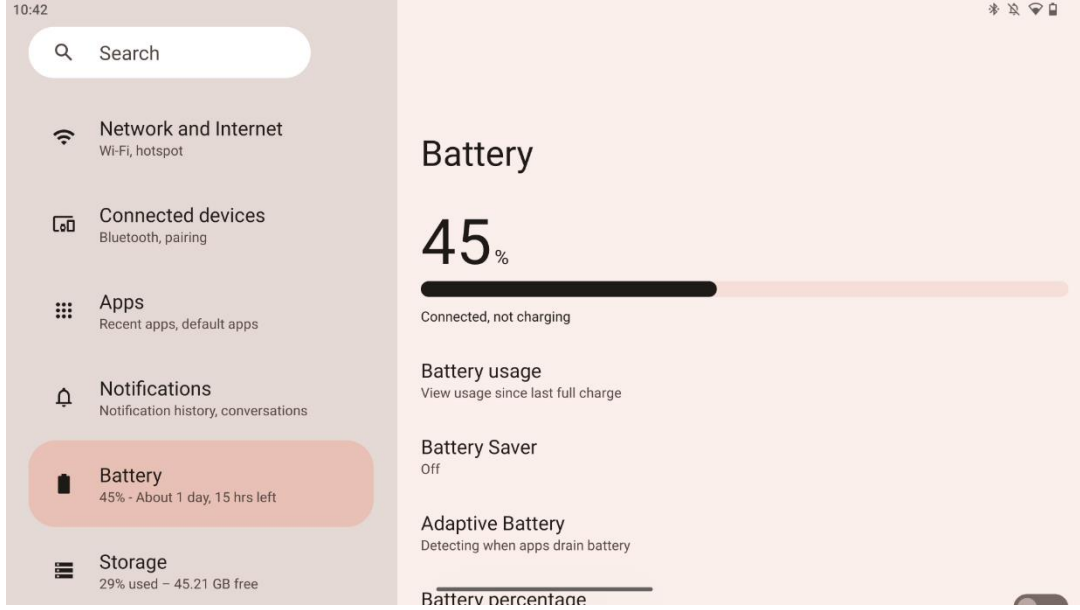 10:42
Search
Network and Internet
Wi-Fi, hotspot
Connected devices
Bluetooth, pairing
Apps
Recent apps, default apps
Notifications
Notification history, conversations
Battery
45% - About 1 day, 15 hrs left
Storage
29% used – 45.21 GB free
Battery
45%
Connected, not charging
Battery usage
View usage since last full charge
Battery Saver
Off
Adaptive Battery
Detecting when apps drain battery
Battery percentage